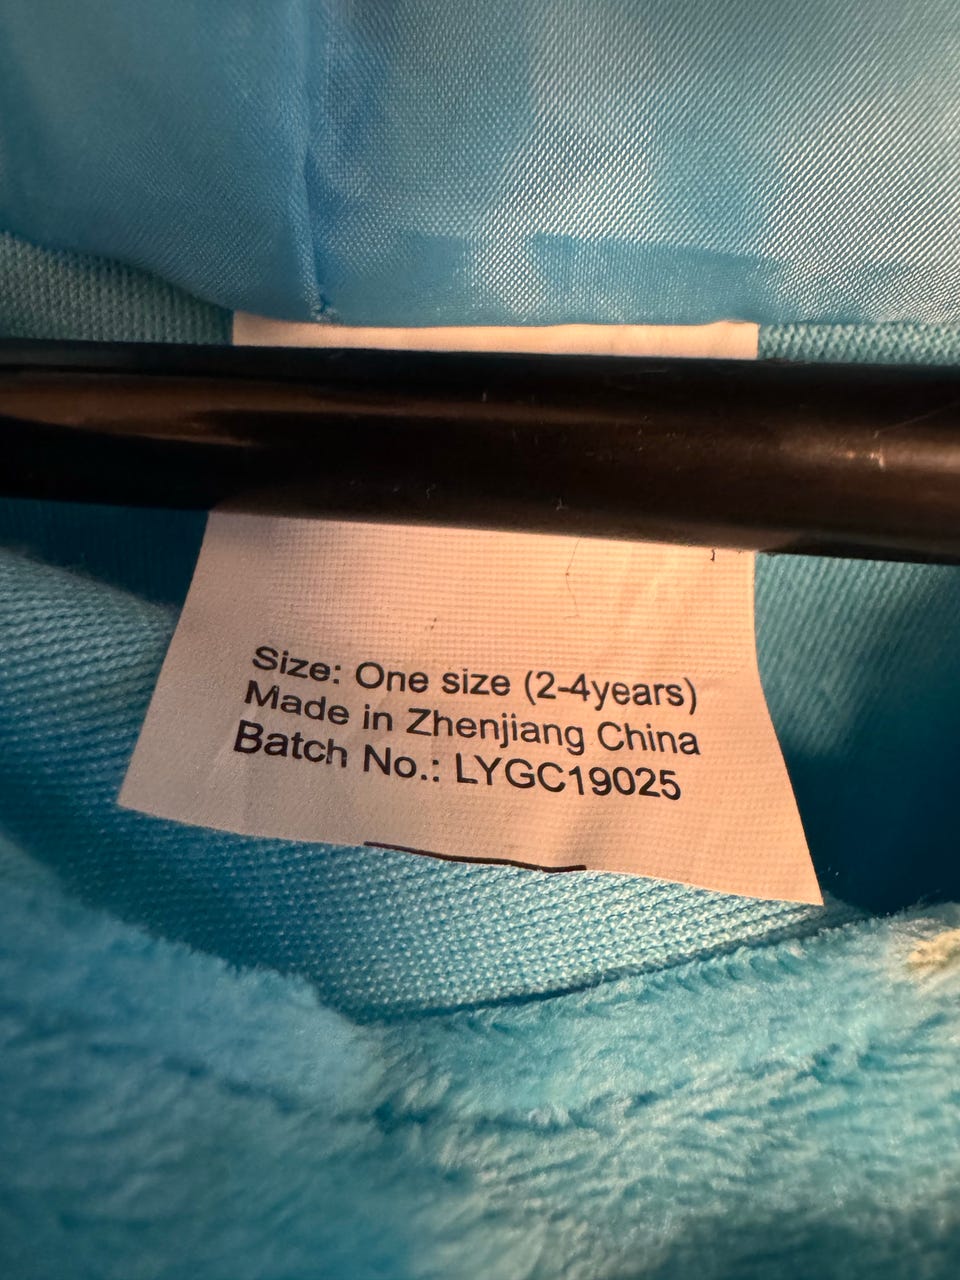 Size: One size (2-4years)
Made in Zhenjiang China
Batch No.: LYGC19025